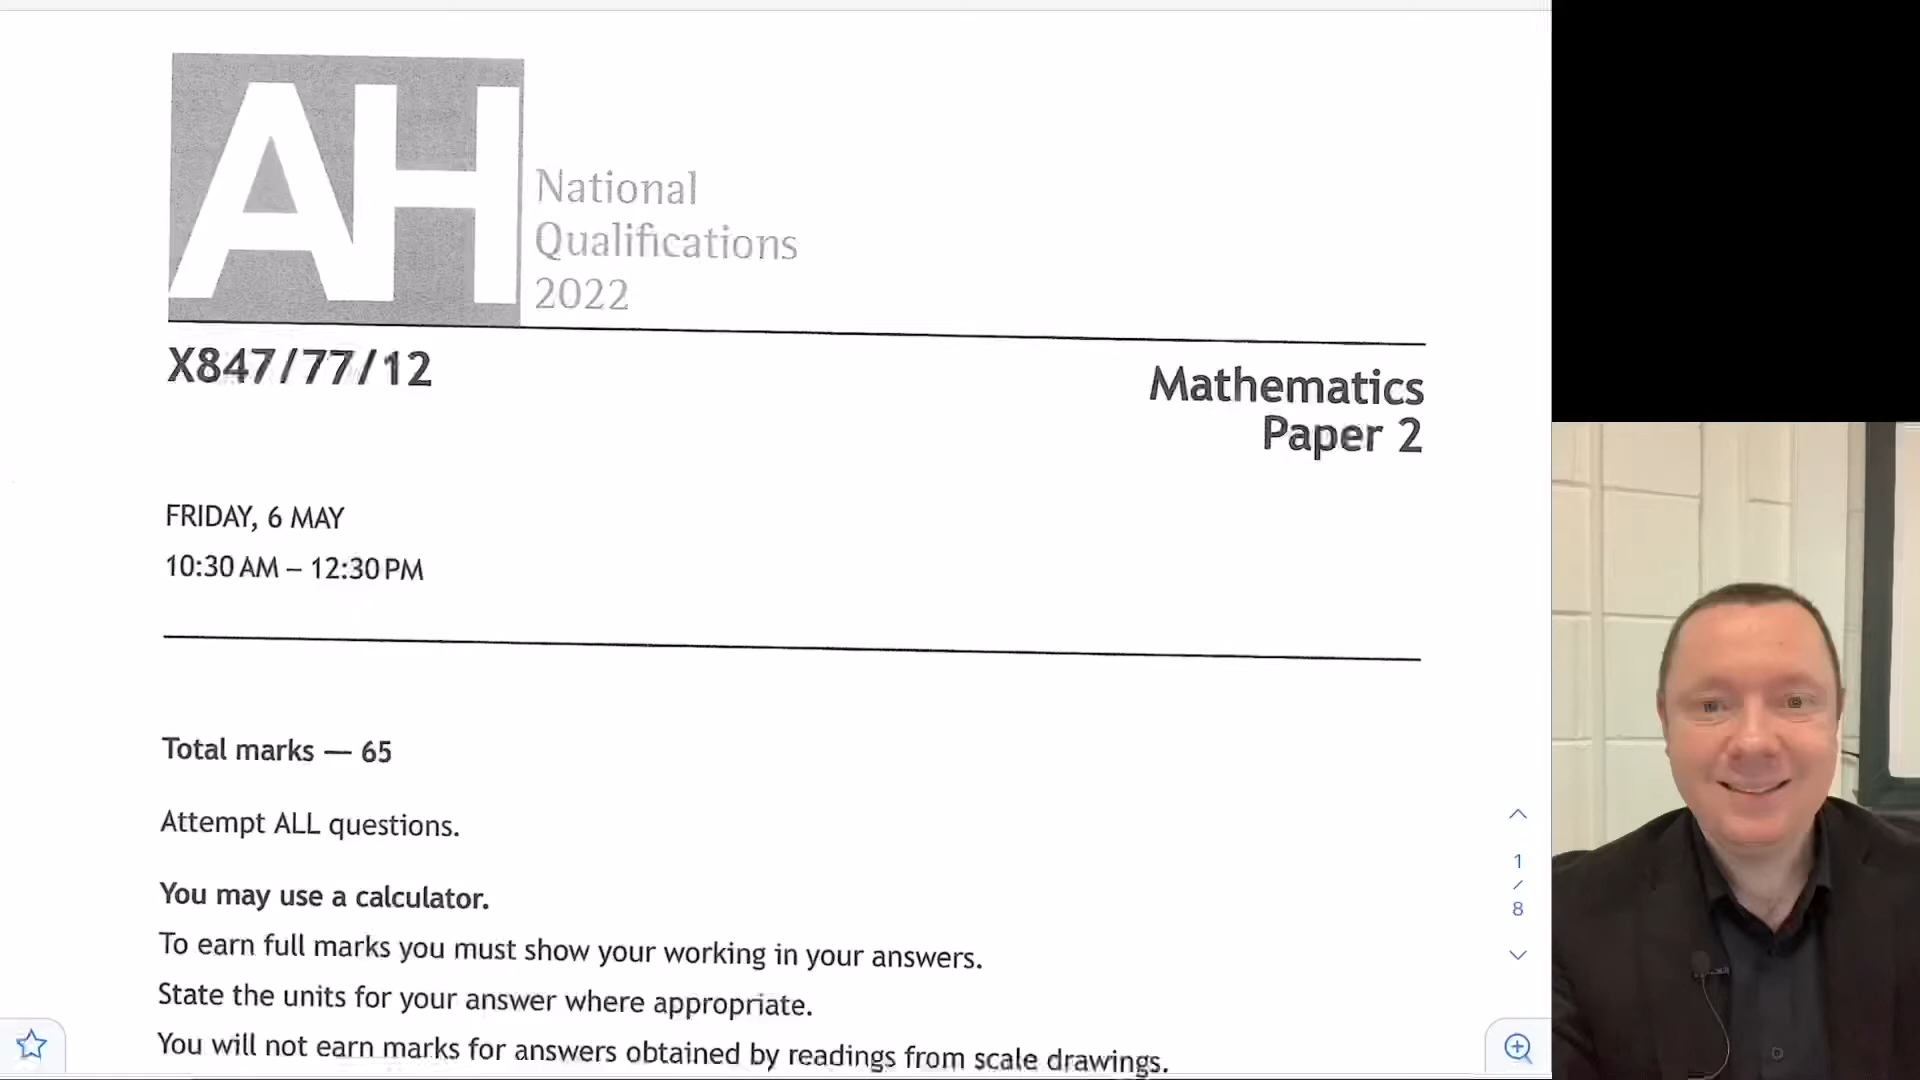 AH
National
Qualifications
2022
X847/77/12
Mathematics
Paper 2
FRIDAY, 6 MAY
10:30 AM – 12:30 PM
Total marks — 65
Attempt ALL questions.
You may use a calculator.
To earn full marks you must show your working in your answers.
State the units for your answer where appropriate.
You will not earn marks for answers obtained by readings from scale drawings.
1
/
8